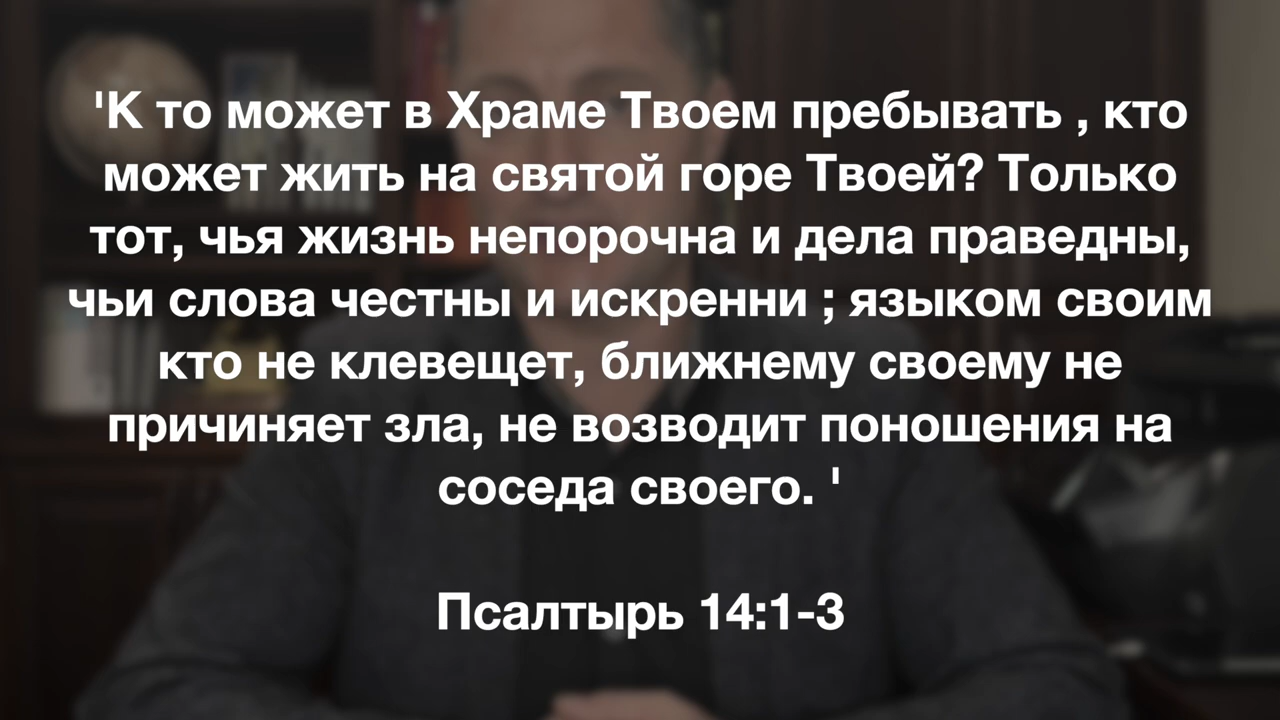 'К то может в Храме Твоем пребывать , кто
может жить на святой горе Твоей? Только
тот, чья жизнь непорочна и дела праведны,
чьи слова честны и искренни ; языком своим
кто не клевещет, ближнему своему не
причиняет зла, не возводит поношения на
соседа своего. '
Псалтырь 14:1-3